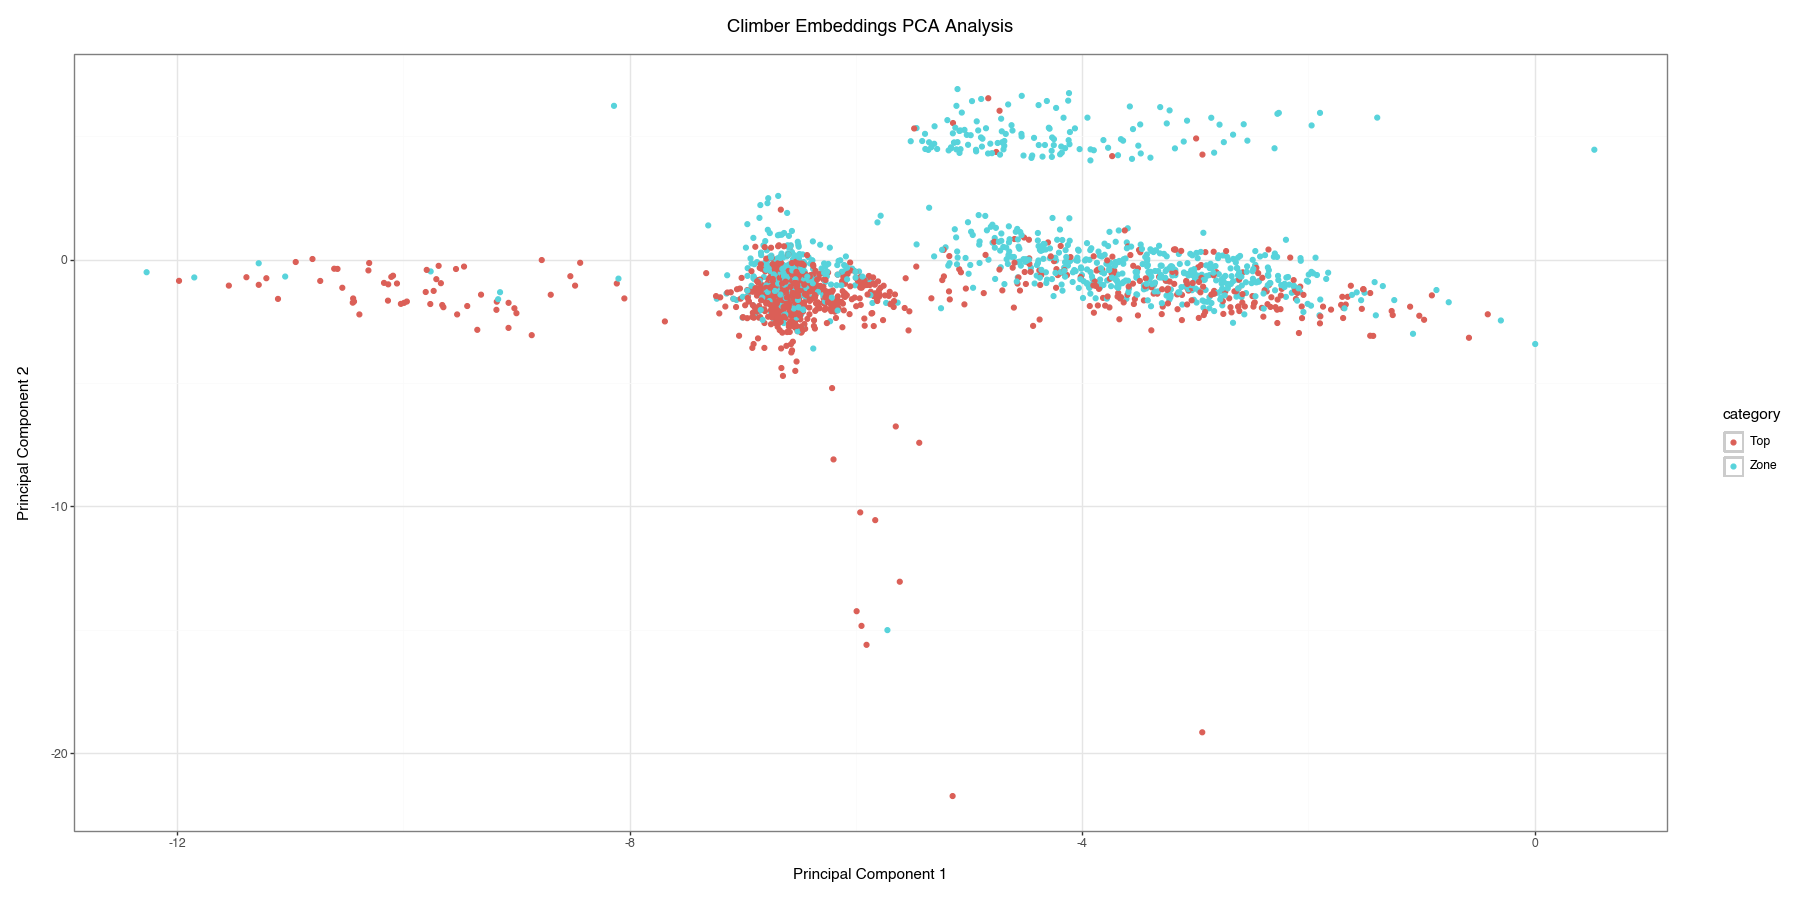 Climber Embeddings PCA Analysis
0
-10
-20
Principal Component 2
-12
-8
-4
0
Principal Component 1
category
Top
Zone